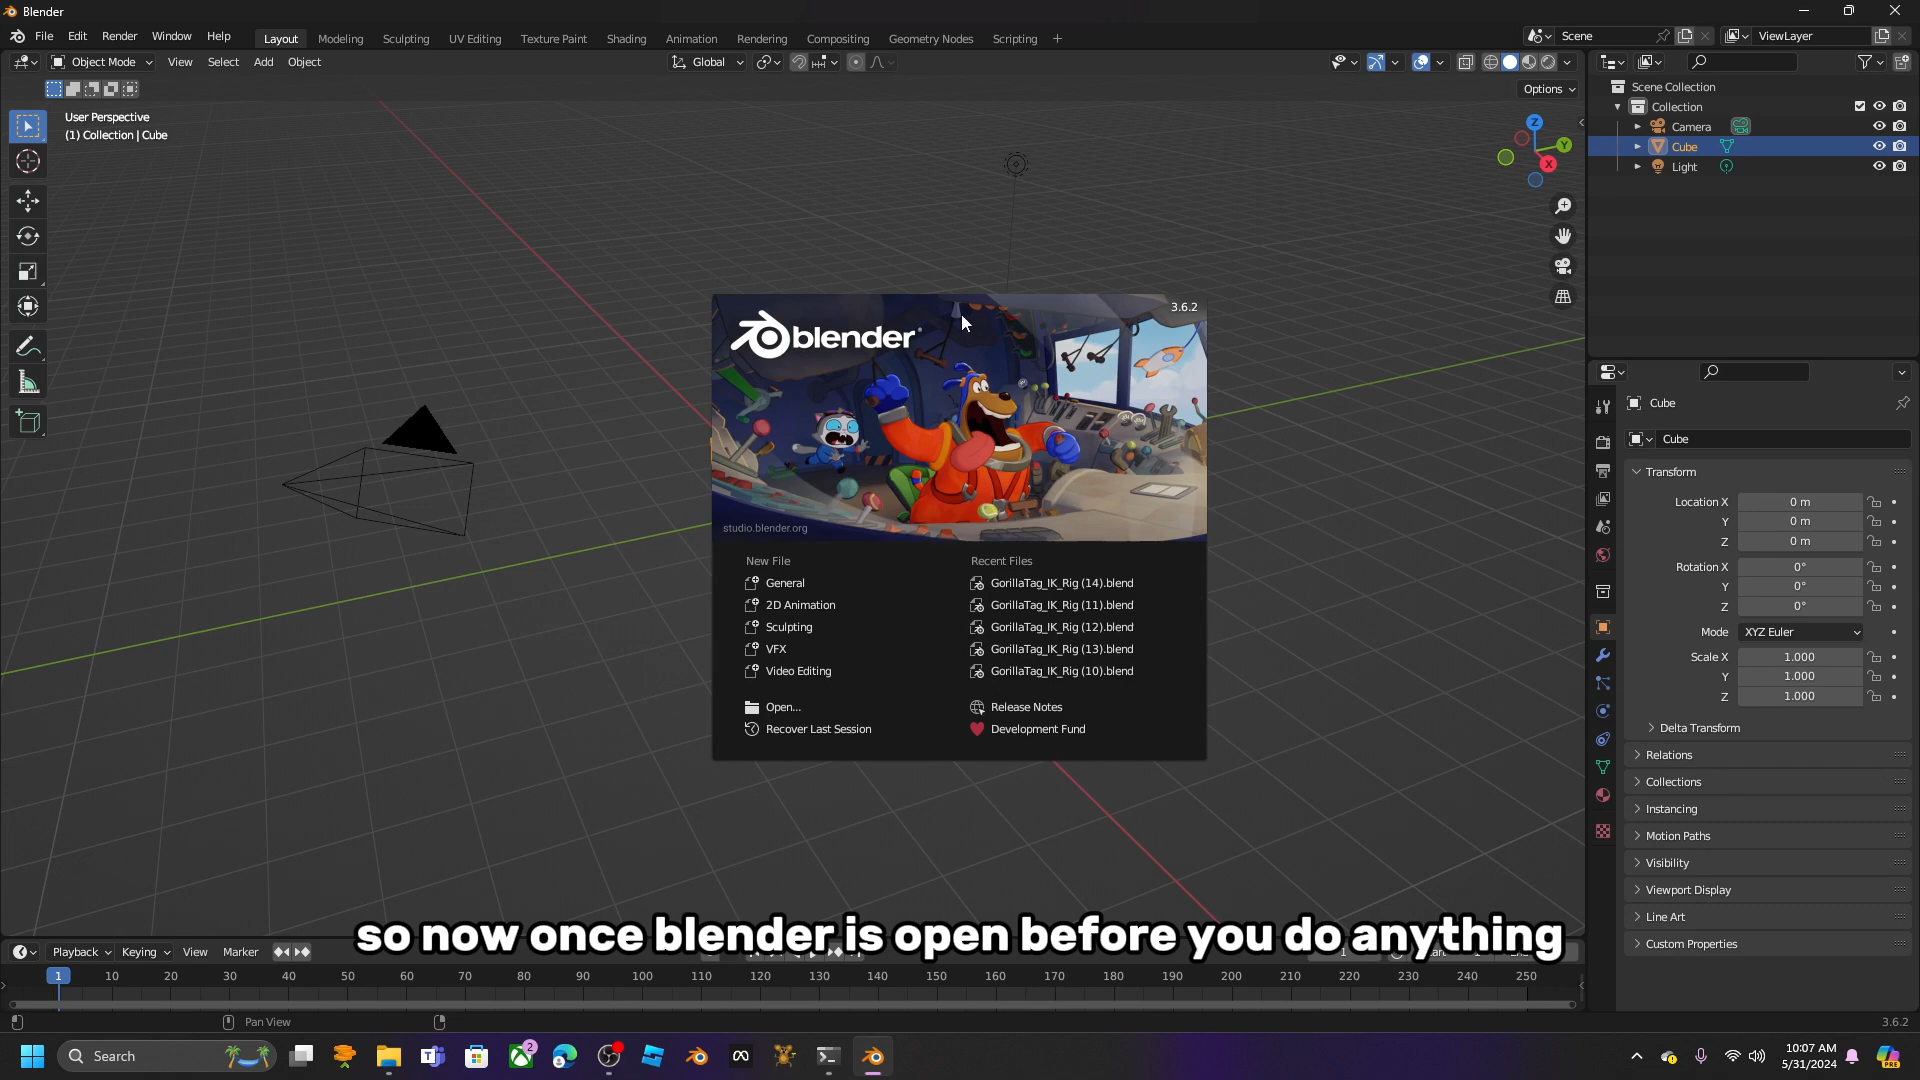 Blender
File Edit Render Window Help
Layout Modeling Sculpting UV Editing Texture Paint Shading Animation Rendering Compositing Geometry Nodes Scripting +
Scene
ViewLayer
Object Mode View Select Add Object
Global
Options
User Perspective
(1) Collection | Cube
Z
Y
X
Scene Collection
Collection
Camera
Cube
Light
blender
3.6.2
studio.blender.org
New File
General
2D Animation
Sculpting
VFX
Video Editing
Open...
Recover Last Session
Recent Files
GorillaTag_IK_Rig (14).blend
GorillaTag_IK_Rig (11).blend
GorillaTag_IK_Rig (12).blend
GorillaTag_IK_Rig (13).blend
GorillaTag_IK_Rig (10).blend
Release Notes
Development Fund
Cube
Cube
Transform
Location X 0 m
Y 0 m
Z 0 m
Rotation X 0°
Y 0°
Z 0°
Mode XYZ Euler
Scale X 1.000
Y 1.000
Z 1.000
Delta Transform
Relations
Collections
Instancing
Motion Paths
Visibility
Viewport Display
Line Art
Custom Properties
so now once blender is open before you do anything
Playback Keying View Marker
1 10 20 30 40 50 60 70 80 90 100 110 120 130 140 150 160 170 180 190 200 210 220 230 240 250
Pan View
3.6.2
Search
2
10:07 AM
5/31/2024
PRE